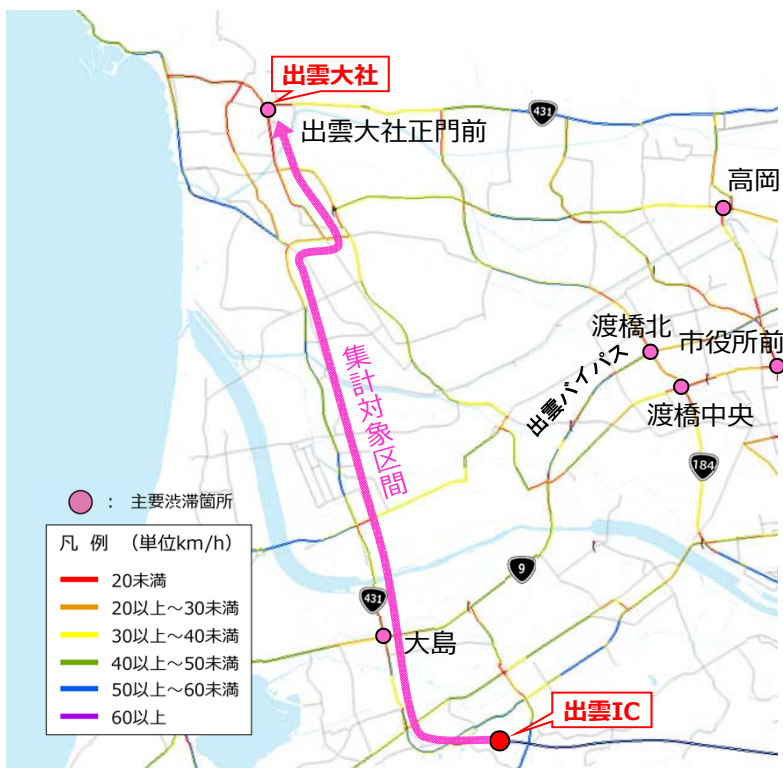 出雲大社
出雲大社正門前
431
高岡
渡橋北
市役所前
出雲バイパス
渡橋中央
集計対象区間
184
： 主要渋滞箇所
凡 例 （単位km/h）
20未満
20以上～30未満
30以上～40未満
40以上～50未満
50以上～60未満
60以上
9
431
大島
出雲IC